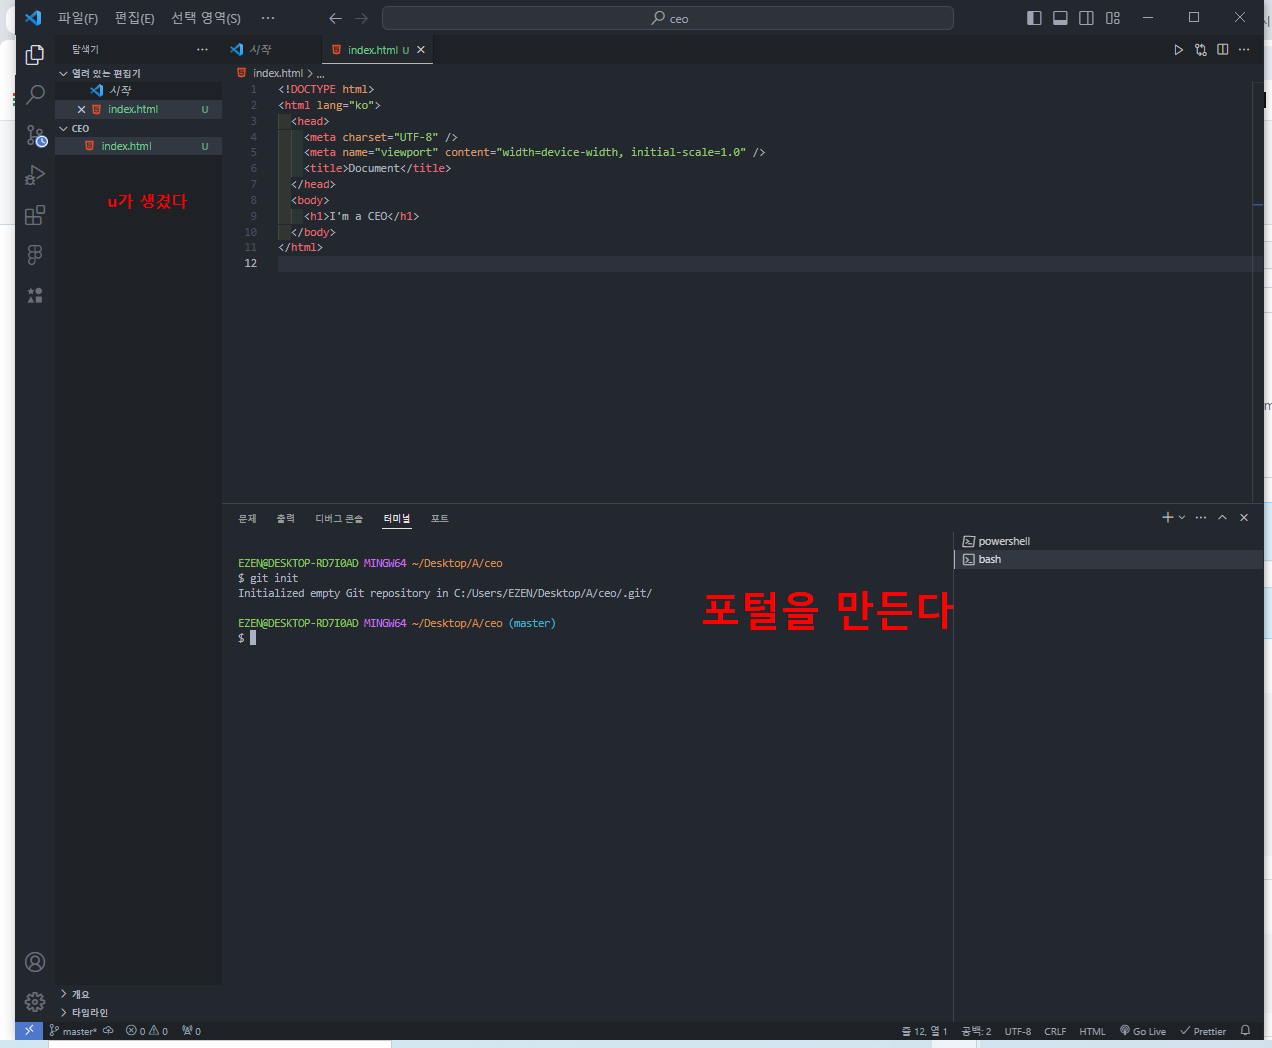 파일(F) 편집(E) 선택 영역(S) ··· ceo
탐색기 ··· 시작 index.html U
열려 있는 편집기
시작
index.html U
CEO
index.html U
u가 생겼다
index.html > ...
1 <!DOCTYPE html>
2 <html lang="ko">
3 <head>
4 <meta charset="UTF-8" />
5 <meta name="viewport" content="width=device-width, initial-scale=1.0" />
6 <title>Document</title>
7 </head>
8 <body>
9 <h1>I'm a CEO</h1>
10 </body>
11 </html>
12
문제 출력 디버그 콘솔 터미널 포트
powershell
bash
EZEN@DESKTOP-RD7I0AD MINGW64 ~/Desktop/A/ceo
$ git init
Initialized empty Git repository in C:/Users/EZEN/Desktop/A/ceo/.git/
포털을 만든다
EZEN@DESKTOP-RD7I0AD MINGW64 ~/Desktop/A/ceo (master)
$
개요
타임라인
master* 0 0 0 줄 12, 열 1 공백: 2 UTF-8 CRLF HTML Go Live Prettier